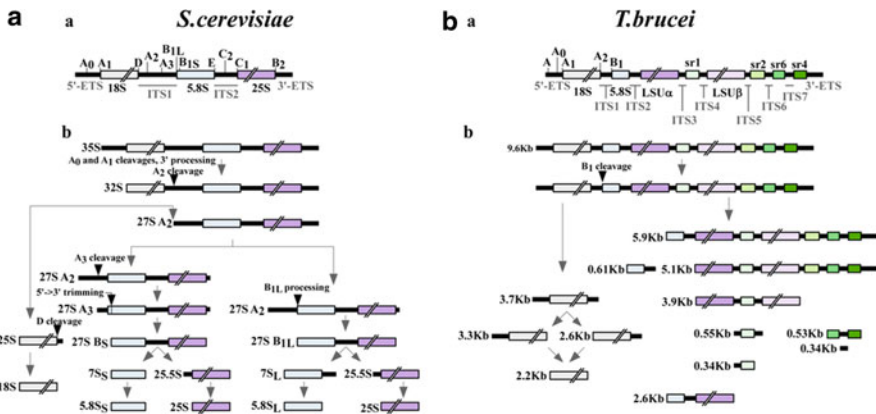 a
S.cerevisiae
a
A0 A1 D A2 A3 B1L B1S E C2 C1 B2
5'-ETS 18S ITS1 5.8S ITS2 25S 3'-ETS
b
35S
A0 and A1 cleavages, 3' processing
A2 cleavage
32S
27S A2
A3 cleavage
27S A2
5'->3' trimming
27S A3
B1L processing
27S A2
D cleavage
25S
27S BS
27S B1L
7SS
25.5S
7SL
25.5S
18S
5.8SS
25S
5.8SL
25S
b
T.brucei
a
A A0 A1 A2 B1 sr1 sr2 sr6 sr4
5'-ETS 18S 5.8S LSUα LSUβ 3'-ETS
ITS1 ITS2 ITS3 ITS4 ITS5 ITS6 ITS7
b
9.6Kb
B1 cleavage
5.9Kb
0.61Kb
5.1Kb
3.7Kb
3.9Kb
3.3Kb
2.6Kb
0.55Kb
0.53Kb
0.34Kb
0.34Kb
2.2Kb
2.6Kb